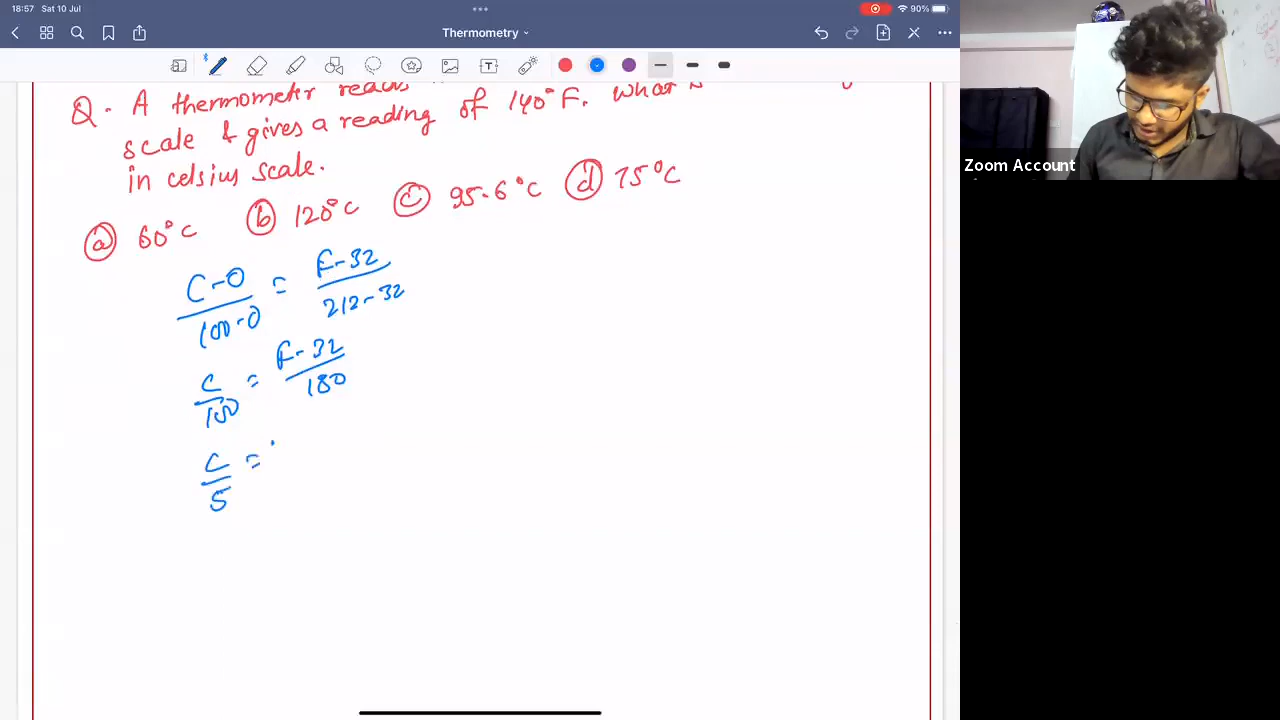 18:57 Sat 10 Jul
90%
Thermometry
Q. A thermometer reads
scale & gives a reading of 140°F. What is
in celsius scale.
(a) 60°C (b) 120°C (c) 95.6°C (d) 75°C
C-0/100-0 = F-32/212-32
C/100 = F-32/180
C/5 =
Zoom Account